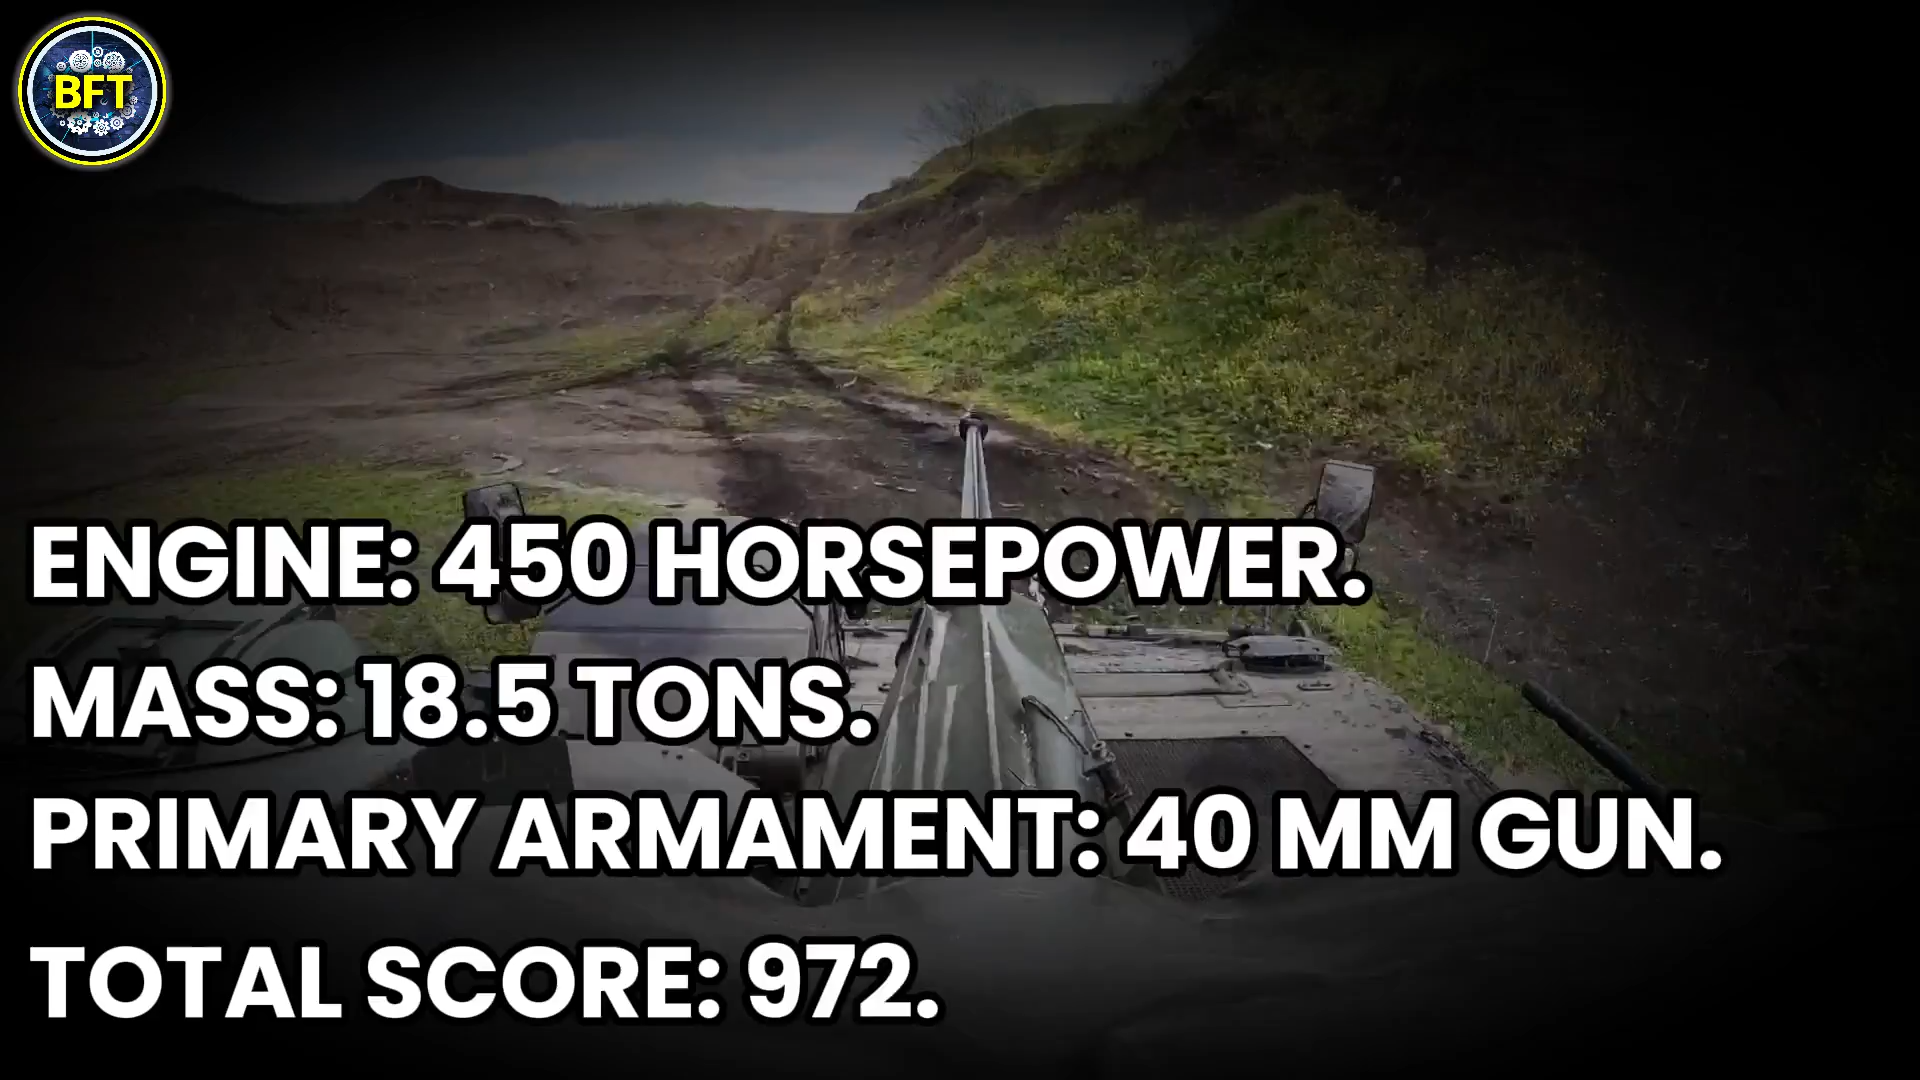 BFT
ENGINE: 450 HORSEPOWER.
MASS: 18.5 TONS.
PRIMARY ARMAMENT: 40 MM GUN.
TOTAL SCORE: 972.